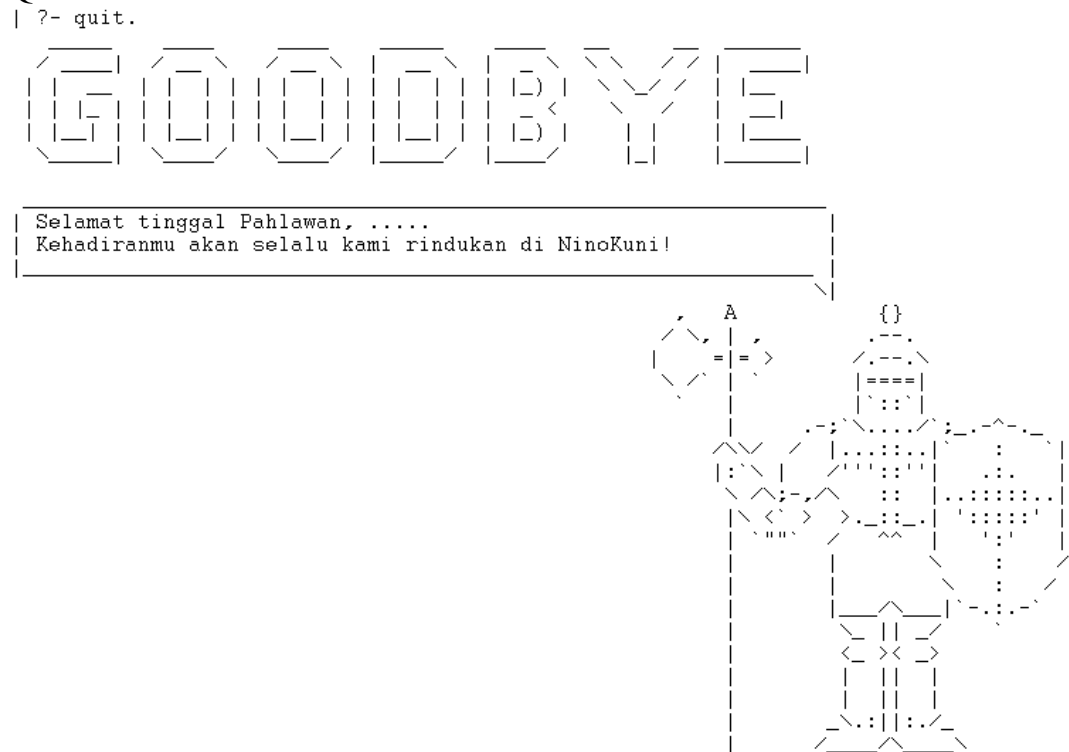 | ?- quit.
GOODBYE
Selamat tinggal Pahlawan, .....
Kehadiranmu akan selalu kami rindukan di NinoKuni!